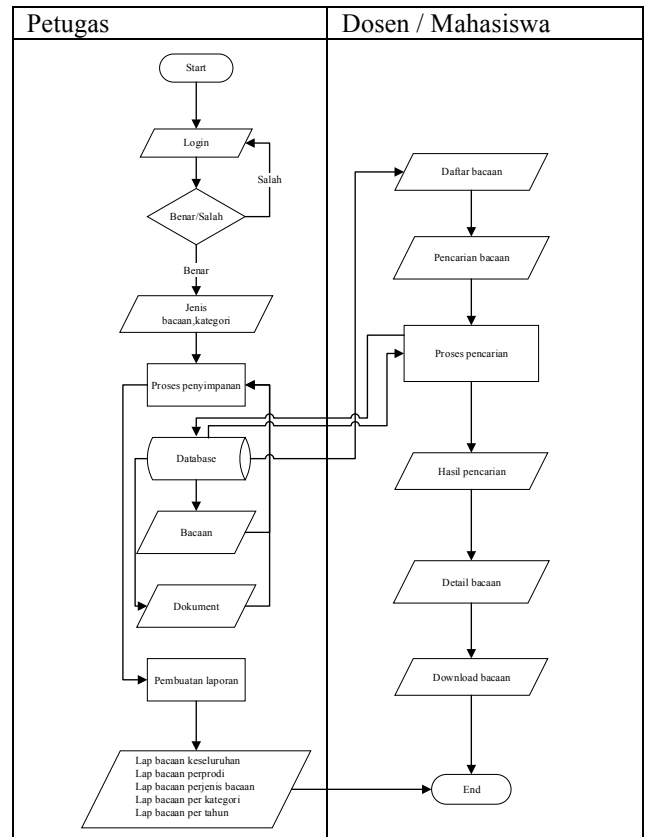 Petugas
Dosen / Mahasiswa
Start
Login
Salah
Benar/Salah
Benar
Jenis
bacaan,kategori
Proses penyimpanan
Database
Bacaan
Dokument
Pembuatan laporan
Lap bacaan keseluruhan
Lap bacaan perprodi
Lap bacaan perjenis bacaan
Lap bacaan per kategori
Lap bacaan per tahun
Daftar bacaan
Pencarian bacaan
Proses pencarian
Hasil pencarian
Detail bacaan
Download bacaan
End